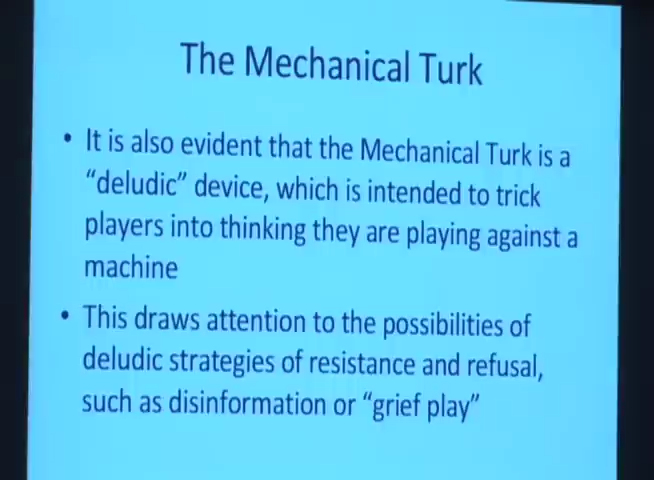 The Mechanical Turk
• It is also evident that the Mechanical Turk is a
“deludic” device, which is intended to trick
players into thinking they are playing against a
machine
• This draws attention to the possibilities of
deludic strategies of resistance and refusal,
such as disinformation or “grief play”